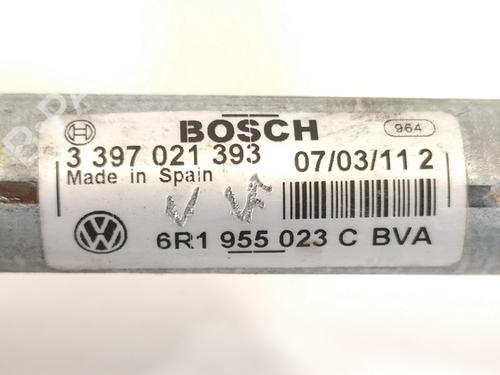 BOSCH
964
3 397 021 393
07/03/11 2
Made in Spain
6R1 955 023 C BVA